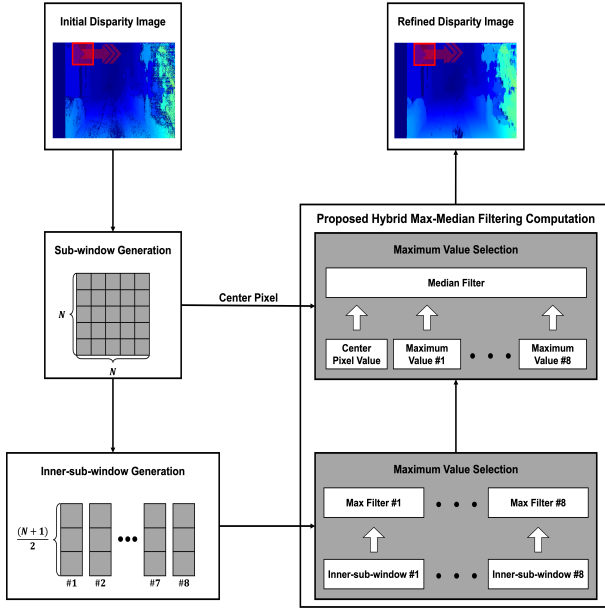 Initial Disparity Image
Refined Disparity Image
Sub-window Generation
N
N
Center Pixel
Proposed Hybrid Max-Median Filtering Computation
Maximum Value Selection
Median Filter
Center
Pixel Value
Maximum
Value #1
• • •
Maximum
Value #8
Inner-sub-window Generation
(N + 1)
2
•••
#1 #2 #7 #8
Maximum Value Selection
Max Filter #1 • • • Max Filter #8
Inner-sub-window #1 • • • Inner-sub-window #8